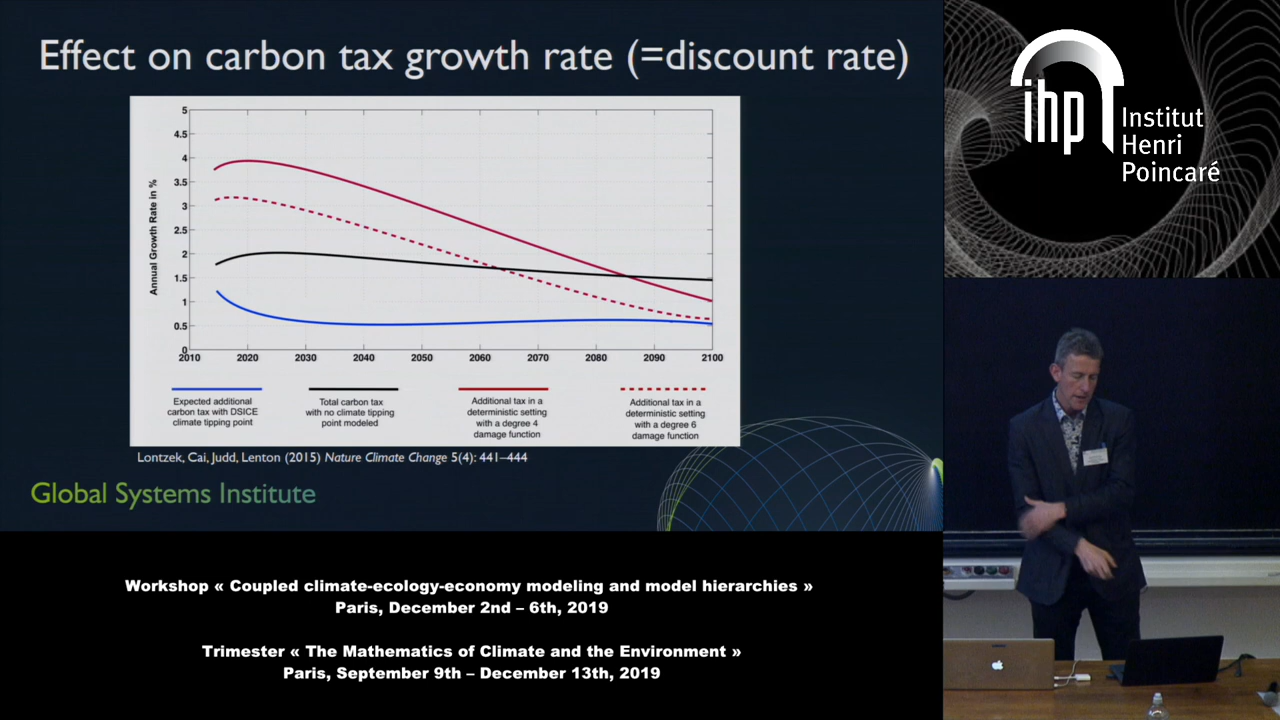 Effect on carbon tax growth rate (=discount rate)
Annual Growth Rate in %
5
4.5
4
3.5
3
2.5
2
1.5
1
0.5
0
2010 2020 2030 2040 2050 2060 2070 2080 2090 2100
Expected additional
carbon tax with DSICE
climate tipping point
Total carbon tax
with no climate tipping
point modeled
Additional tax in a
deterministic setting
with a degree 4
damage function
Additional tax in a
deterministic setting
with a degree 6
damage function
Lontzek, Cai, Judd, Lenton (2015) Nature Climate Change 5(4): 441–444
Global Systems Institute
ihp
Institut
Henri
Poincaré
Workshop « Coupled climate-ecology-economy modeling and model hierarchies »
Paris, December 2nd – 6th, 2019
Trimester « The Mathematics of Climate and the Environment »
Paris, September 9th – December 13th, 2019